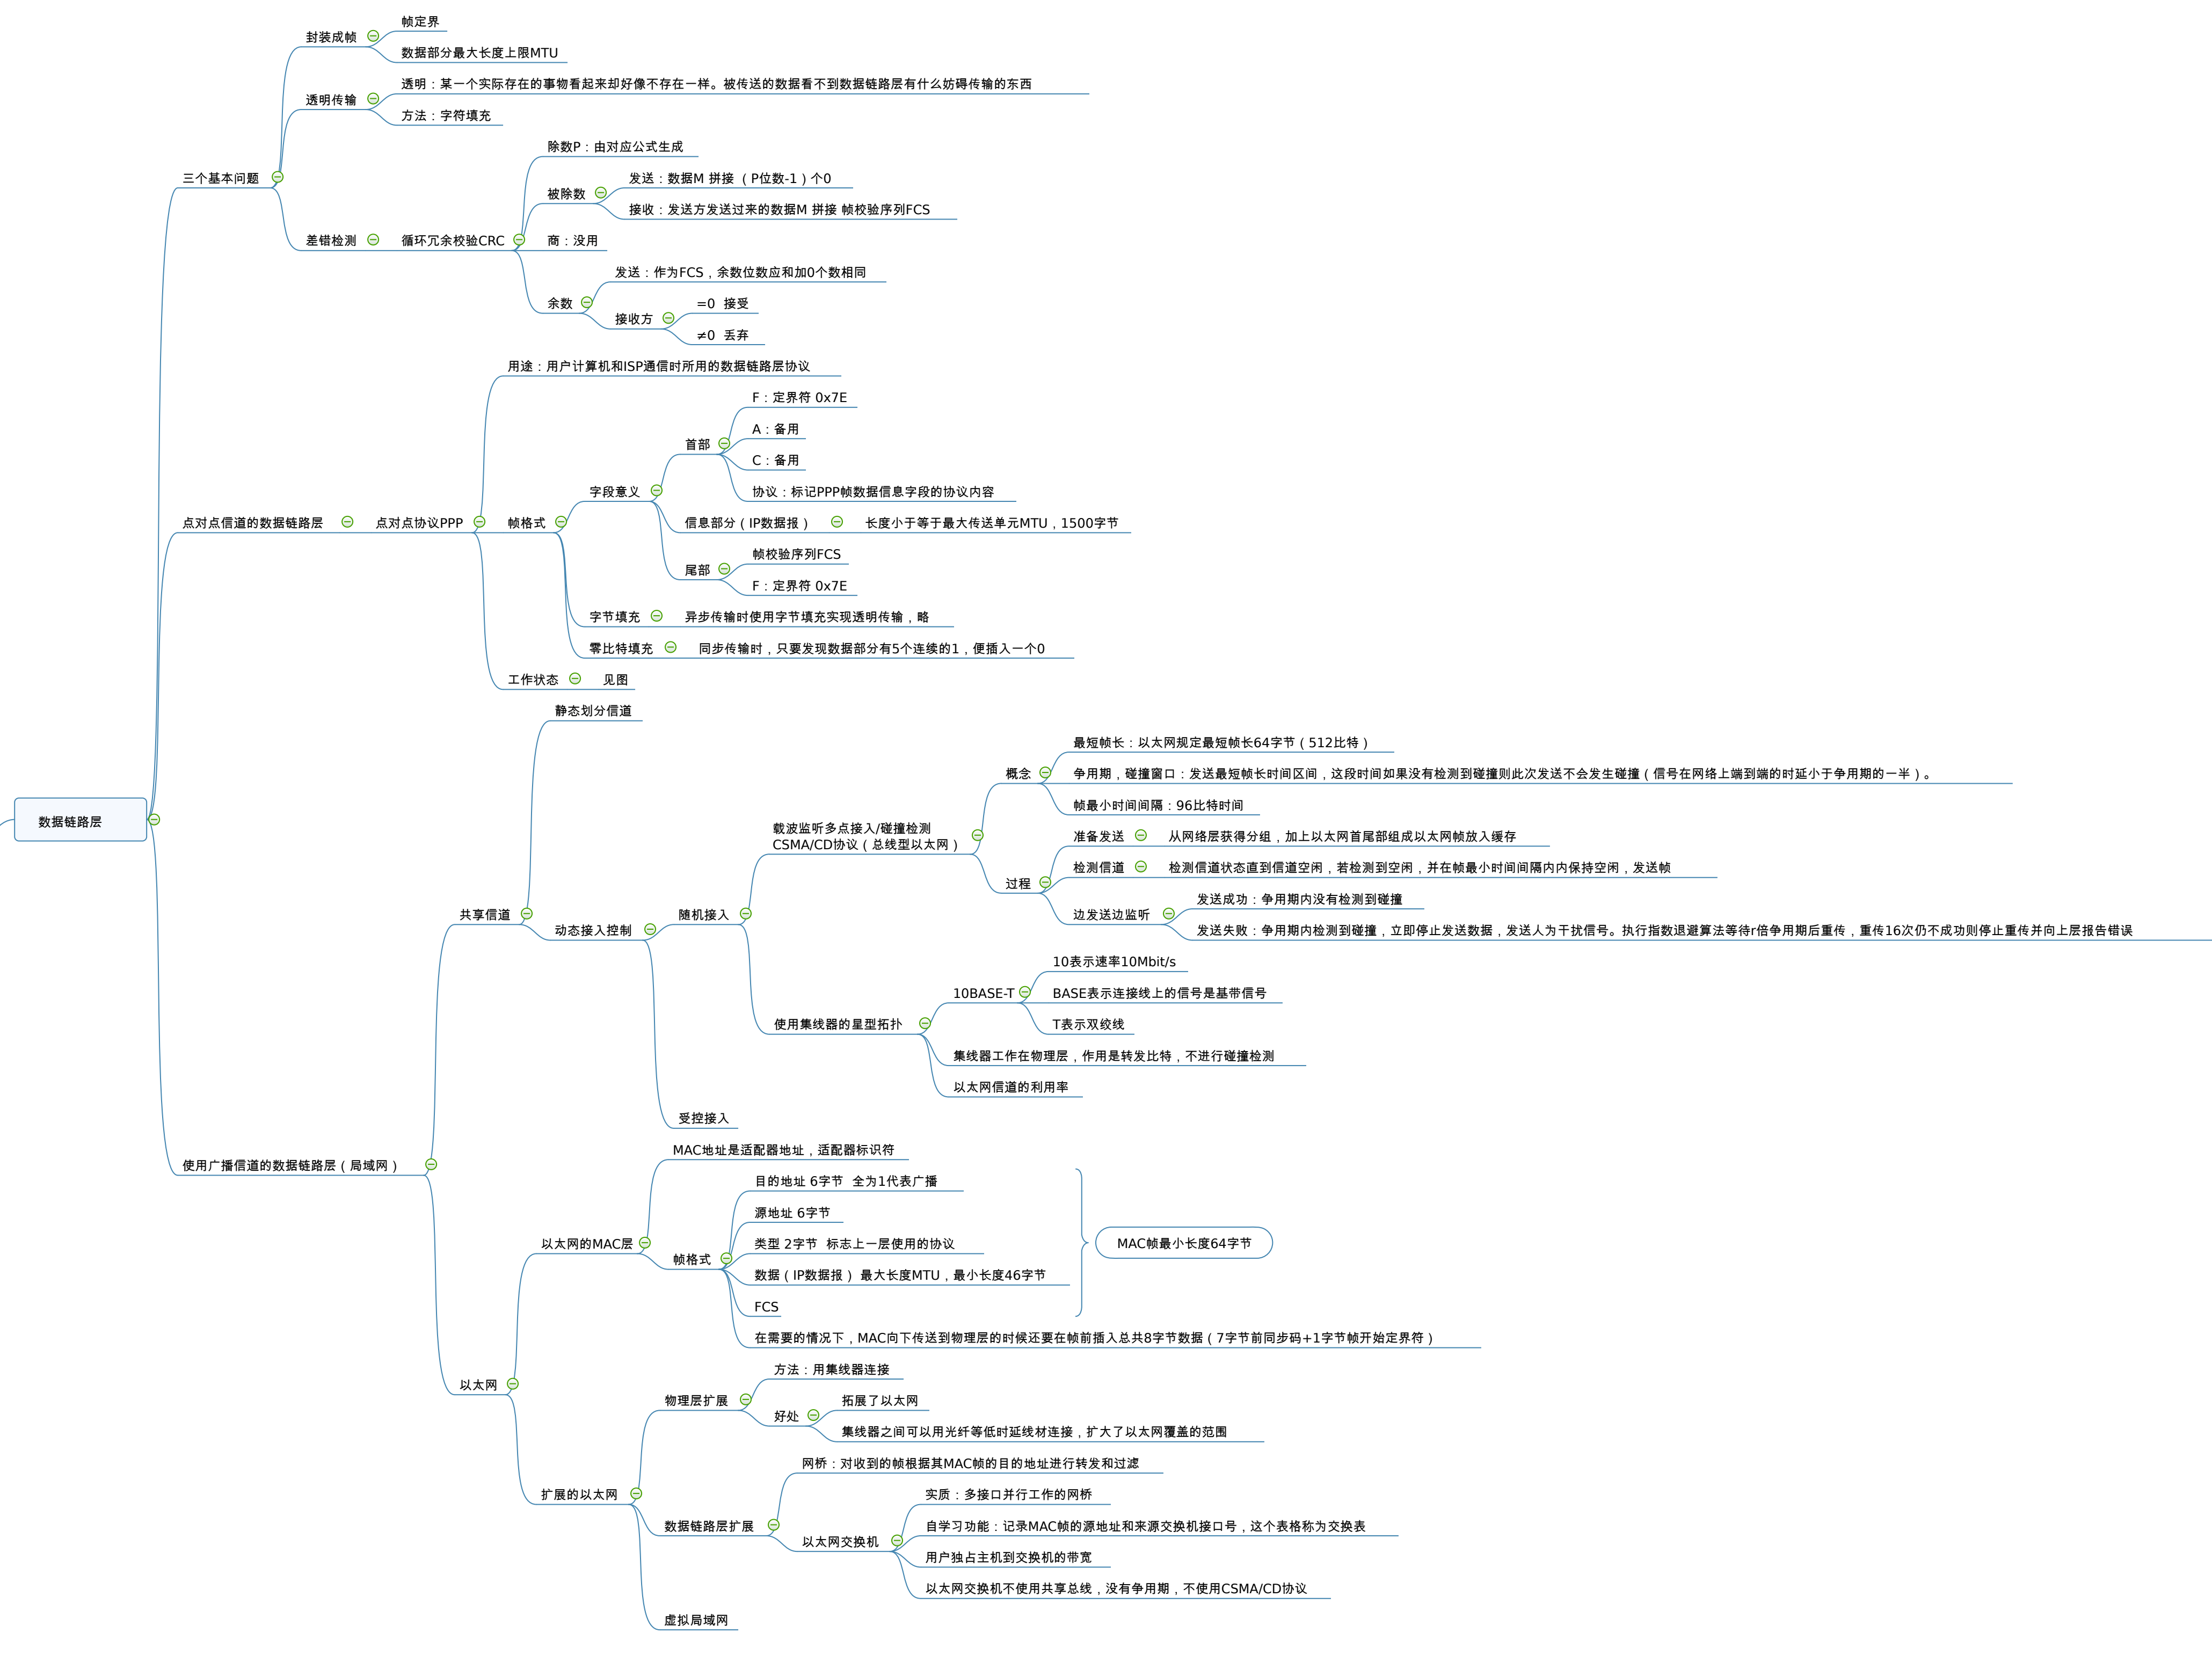 帧定界
封装成帧
数据部分最大长度上限MTU
透明：某一个实际存在的事物看起来却好像不存在一样。被传送的数据看不到数据链路层有什么妨碍传输的东西
透明传输
方法：字符填充
除数P：由对应公式生成
三个基本问题
发送：数据M 拼接 （P位数-1）个0
被除数
接收：发送方发送过来的数据M 拼接 帧校验序列FCS
差错检测
循环冗余校验CRC
商：没用
发送：作为FCS，余数位数应和加0个数相同
余数
=0 接受
接收方
≠0 丢弃
用途：用户计算机和ISP通信时所用的数据链路层协议
F：定界符 0x7E
A：备用
首部
C：备用
字段意义
协议：标记PPP帧数据信息字段的协议内容
点对点信道的数据链路层
点对点协议PPP
帧格式
信息部分（IP数据报）
长度小于等于最大传送单元MTU，1500字节
帧校验序列FCS
尾部
F：定界符 0x7E
字节填充
异步传输时使用字节填充实现透明传输，略
零比特填充
同步传输时，只要发现数据部分有5个连续的1，便插入一个0
工作状态
见图
静态划分信道
最短帧长：以太网规定最短帧长64字节（512比特）
概念
争用期，碰撞窗口：发送最短帧长时间区间，这段时间如果没有检测到碰撞则此次发送不会发生碰撞（信号在网络上端到端的时延小于争用期的一半）。
帧最小时间间隔：96比特时间
数据链路层
载波监听多点接入/碰撞检测
CSMA/CD协议（总线型以太网）
准备发送
从网络层获得分组，加上以太网首尾部组成以太网帧放入缓存
检测信道
检测信道状态直到信道空闲，若检测到空闲，并在帧最小时间间隔内内保持空闲，发送帧
过程
发送成功：争用期内没有检测到碰撞
共享信道
随机接入
边发送边监听
动态接入控制
发送失败：争用期内检测到碰撞，立即停止发送数据，发送人为干扰信号。执行指数退避算法等待r倍争用期后重传，重传16次仍不成功则停止重传并向上层报告错误
10表示速率10Mbit/s
10BASE-T
BASE表示连接线上的信号是基带信号
使用集线器的星型拓扑
T表示双绞线
集线器工作在物理层，作用是转发比特，不进行碰撞检测
以太网信道的利用率
受控接入
MAC地址是适配器地址，适配器标识符
使用广播信道的数据链路层（局域网）
目的地址 6字节 全为1代表广播
源地址 6字节
以太网的MAC层
类型 2字节 标志上一层使用的协议
MAC帧最小长度64字节
帧格式
数据（IP数据报） 最大长度MTU，最小长度46字节
FCS
在需要的情况下，MAC向下传送到物理层的时候还要在帧前插入总共8字节数据（7字节前同步码+1字节帧开始定界符）
方法：用集线器连接
以太网
物理层扩展
拓展了以太网
好处
集线器之间可以用光纤等低时延线材连接，扩大了以太网覆盖的范围
网桥：对收到的帧根据其MAC帧的目的地址进行转发和过滤
扩展的以太网
实质：多接口并行工作的网桥
数据链路层扩展
自学习功能：记录MAC帧的源地址和来源交换机接口号，这个表格称为交换表
以太网交换机
用户独占主机到交换机的带宽
以太网交换机不使用共享总线，没有争用期，不使用CSMA/CD协议
虚拟局域网